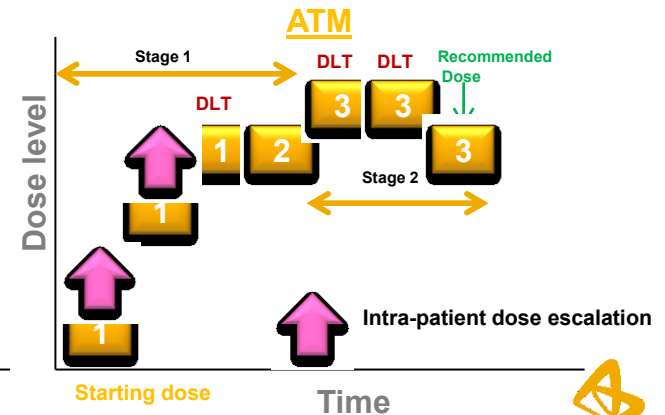 ATM
Stage 1
DLT
DLT
Recommended
Dose
DLT
3
3
1
2
3
Stage 2
1
1
Intra-patient dose escalation
Dose level
Starting dose
Time